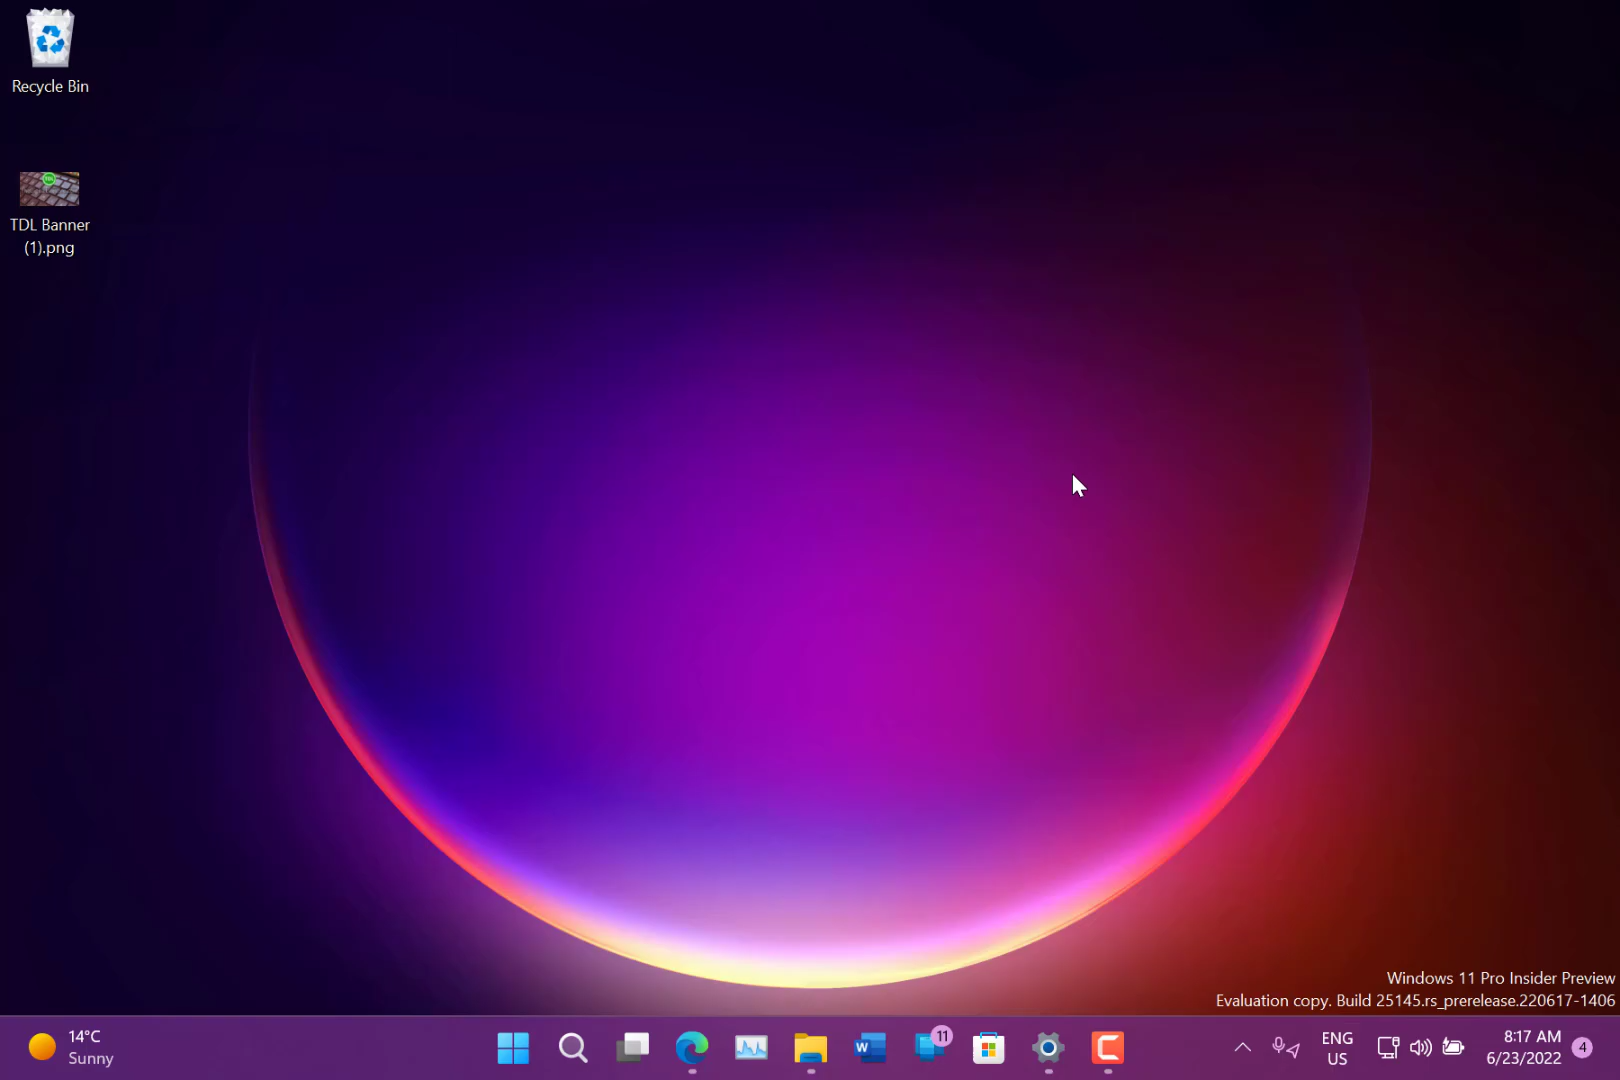 Recycle Bin
TDL Banner
(1).png
Windows 11 Pro Insider Preview
Evaluation copy. Build 25145.rs_prerelease.220617-1406
14°C
Sunny
W
11
ENG
US
8:17 AM
6/23/2022
4